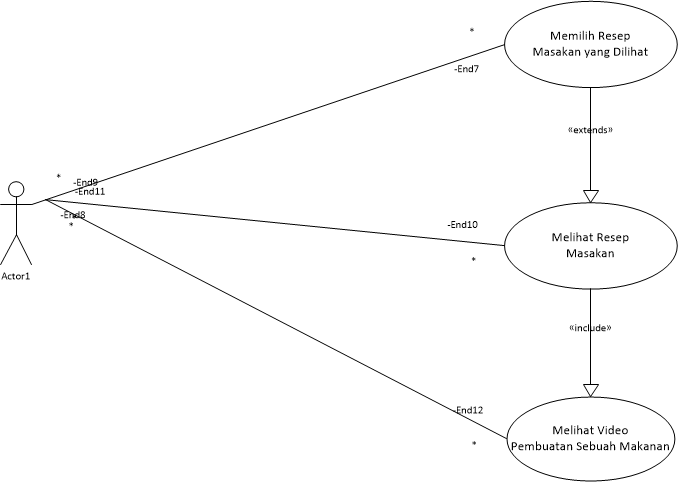 Memilih Resep
Masakan yang Dilihat
*
-End7
«extends»
*
-End9
-End11
-End8
*
*
Actor1
-End10
*
Melihat Resep
Masakan
«include»
-End12
*
Melihat Video
Pembuatan Sebuah Makanan